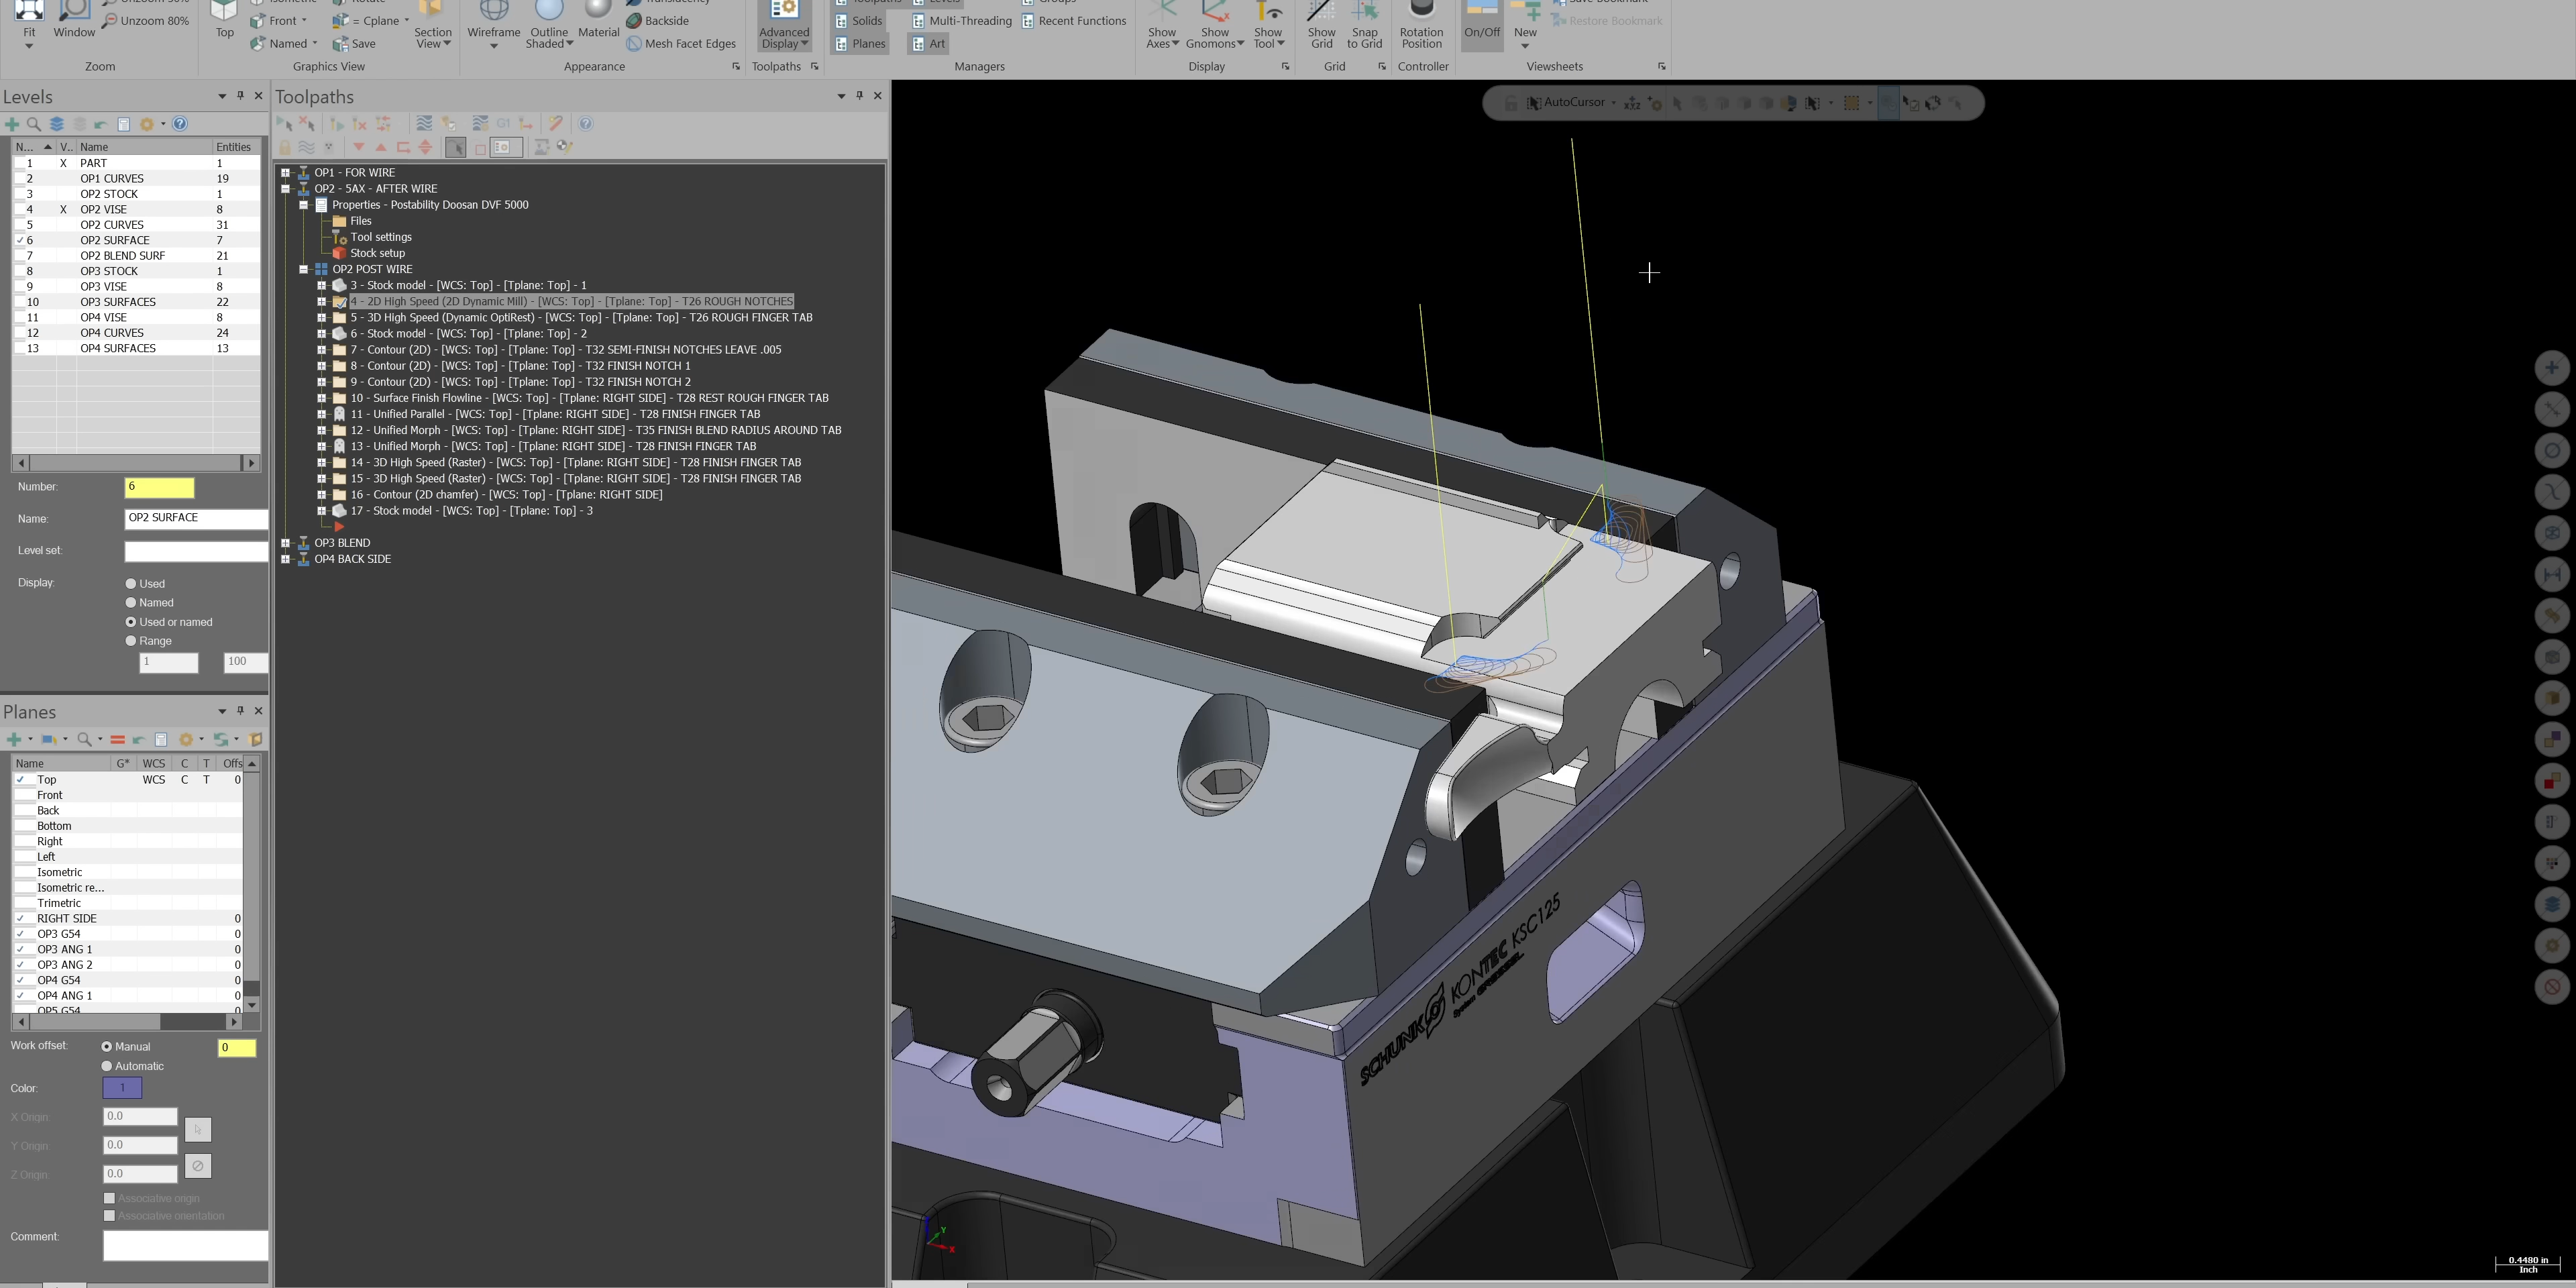 Unzoom 80%
Fit
Window
Zoom
Top
Isometric
Rotate
Front
= Cplane
Named
Save
Section View
Graphics View
Wireframe
Outline Shaded
Material
Translucency
Backside
Mesh Facet Edges
Appearance
Advanced Display
Toolpaths
Toolpaths
Levels
Groups
Solids
Multi-Threading
Recent Functions
Planes
Art
Managers
Show Axes
Show Gnomons
Show Tool
Display
Show Grid
Snap to Grid
Grid
Rotation Position
Controller
On/Off
New
Save Bookmark
Restore Bookmark
Viewsheets
Levels
N... V.. Name Entities
1 X PART 1
2 OP1 CURVES 19
3 OP2 STOCK 1
4 X OP2 VISE 8
5 OP2 CURVES 31
6 OP2 SURFACE 7
7 OP2 BLEND SURF 21
8 OP3 STOCK 1
9 OP3 VISE 8
10 OP3 SURFACES 22
11 OP4 VISE 8
12 OP4 CURVES 24
13 OP4 SURFACES 13
Number: 6
Name: OP2 SURFACE
Level set:
Display:
Used
Named
Used or named
Range
1 100
Planes
Name G* WCS C T Offs
Top WCS C T 0
Front
Back
Bottom
Right
Left
Isometric
Isometric re...
Trimetric
RIGHT SIDE 0
OP3 G54 0
OP3 ANG 1 0
OP3 ANG 2 0
OP4 G54 0
OP4 ANG 1 0
OP5 G54 0
Work offset: Manual 0
Automatic
Color: 1
X Origin 0.0
Y Origin 0.0
Z Origin 0.0
Associative origin
Associative orientation
Comment:
Toolpaths
G1
OP1 - FOR WIRE
OP2 - 5AX - AFTER WIRE
Properties - Postability Doosan DVF 5000
Files
Tool settings
Stock setup
OP2 POST WIRE
3 - Stock model - [WCS: Top] - [Tplane: Top] - 1
4 - 2D High Speed (2D Dynamic Mill) - [WCS: Top] - [Tplane: Top] - T26 ROUGH NOTCHES
5 - 3D High Speed (Dynamic OptiRest) - [WCS: Top] - [Tplane: Top] - T26 ROUGH FINGER TAB
6 - Stock model - [WCS: Top] - [Tplane: Top] - 2
7 - Contour (2D) - [WCS: Top] - [Tplane: Top] - T32 SEMI-FINISH NOTCHES LEAVE .005
8 - Contour (2D) - [WCS: Top] - [Tplane: Top] - T32 FINISH NOTCH 1
9 - Contour (2D) - [WCS: Top] - [Tplane: Top] - T32 FINISH NOTCH 2
10 - Surface Finish Flowline - [WCS: Top] - [Tplane: RIGHT SIDE] - T28 REST ROUGH FINGER TAB
11 - Unified Parallel - [WCS: Top] - [Tplane: RIGHT SIDE] - T28 FINISH FINGER TAB
12 - Unified Morph - [WCS: Top] - [Tplane: RIGHT SIDE] - T35 FINISH BLEND RADIUS AROUND TAB
13 - Unified Morph - [WCS: Top] - [Tplane: RIGHT SIDE] - T28 FINISH FINGER TAB
14 - 3D High Speed (Raster) - [WCS: Top] - [Tplane: RIGHT SIDE] - T28 FINISH FINGER TAB
15 - 3D High Speed (Raster) - [WCS: Top] - [Tplane: RIGHT SIDE] - T28 FINISH FINGER TAB
16 - Contour (2D chamfer) - [WCS: Top] - [Tplane: RIGHT SIDE]
17 - Stock model - [WCS: Top] - [Tplane: Top] - 3
OP3 BLEND
OP4 BACK SIDE
AutoCursor
SCHUNK KONTEC KSC125
Y
X
0.4480 in
Inch